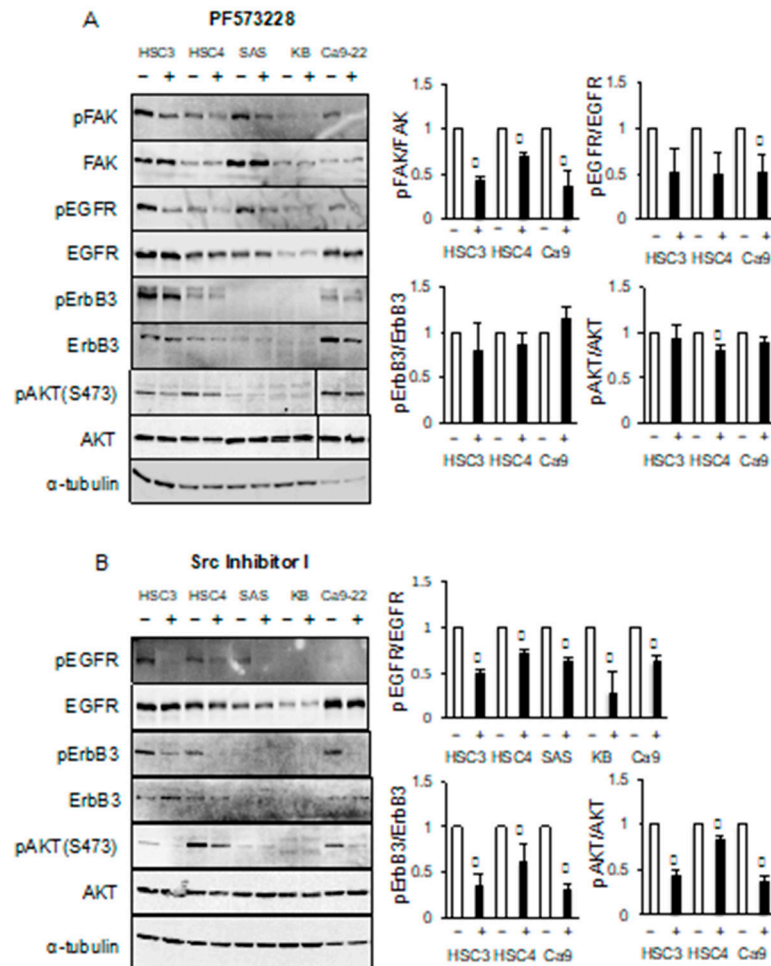 A
PF573228
HSC3 HSC4 SAS KB Ca9-22
− + − + − + − + − +
pFAK
FAK
pEGFR
EGFR
pErbB3
ErbB3
pAKT(S473)
AKT
α-tubulin
pFAK/FAK
1.5
1
0.5
0
− + − + − +
HSC3 HSC4 Ca9
pEGFR/EGFR
1.5
1
0.5
0
− + − + − +
HSC3 HSC4 Ca9
pErbB3/ErbB3
1.5
1
0.5
0
− + − + − +
HSC3 HSC4 Ca9
pAKT/AKT
1.5
1
0.5
0
− + − + − +
HSC3 HSC4 Ca9
B
Src Inhibitor I
HSC3 HSC4 SAS KB Ca9-22
− + − + − + − + − +
pEGFR
EGFR
pErbB3
ErbB3
pAKT(S473)
AKT
α-tubulin
pEGFR/EGFR
1.5
1
0.5
0
− + − + − + − + − +
HSC3 HSC4 SAS KB Ca9
pErbB3/ErbB3
1.5
1
0.5
0
− + − + − +
HSC3 HSC4 Ca9
pAKT/AKT
1.5
1
0.5
0
− + − + − +
HSC3 HSC4 Ca9